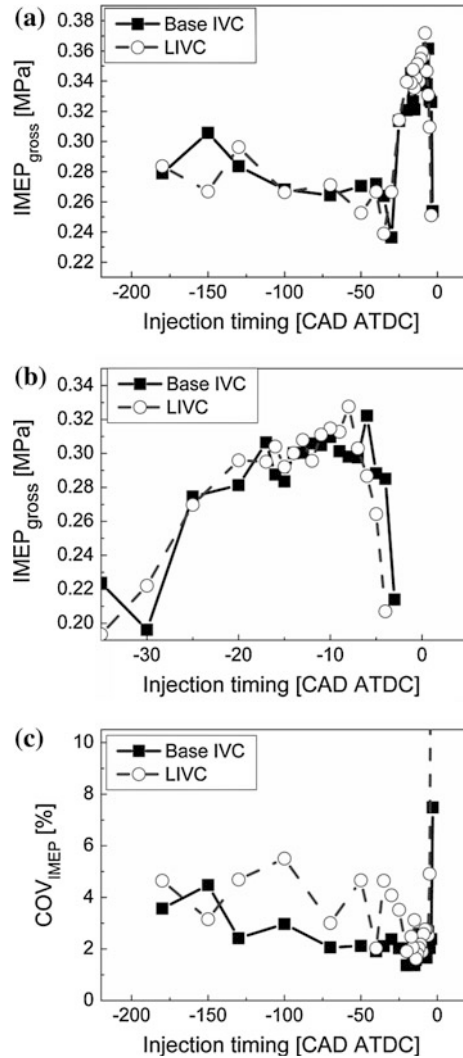 (a)
Base IVC
LIVC
IMEPgross [MPa]
0.38
0.36
0.34
0.32
0.30
0.28
0.26
0.24
0.22
-200 -150 -100 -50 0
Injection timing [CAD ATDC]
(b)
Base IVC
LIVC
IMEPgross [MPa]
0.34
0.32
0.30
0.28
0.26
0.24
0.22
0.20
-30 -20 -10 0
Injection timing [CAD ATDC]
(c)
Base IVC
LIVC
COVIMEP [%]
10
8
6
4
2
0
-200 -150 -100 -50 0
Injection timing [CAD ATDC]